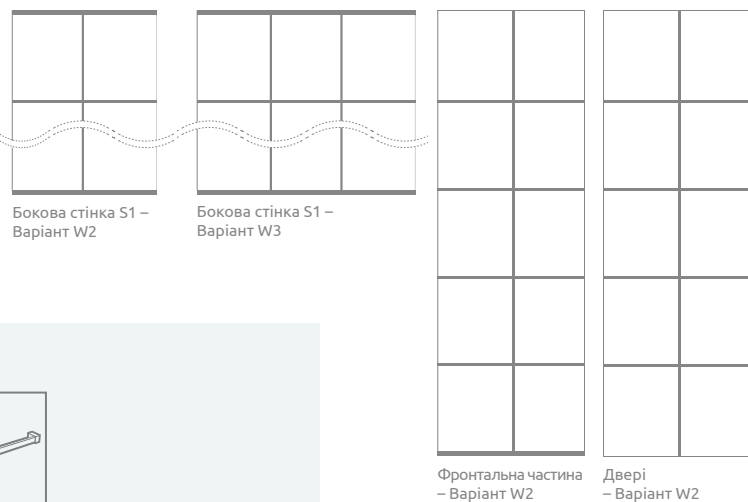 Бокова стінка S1 –
Варіант W2
Бокова стінка S1 –
Варіант W3
Фронтальна частина
– Варіант W2
Двері
– Варіант W2